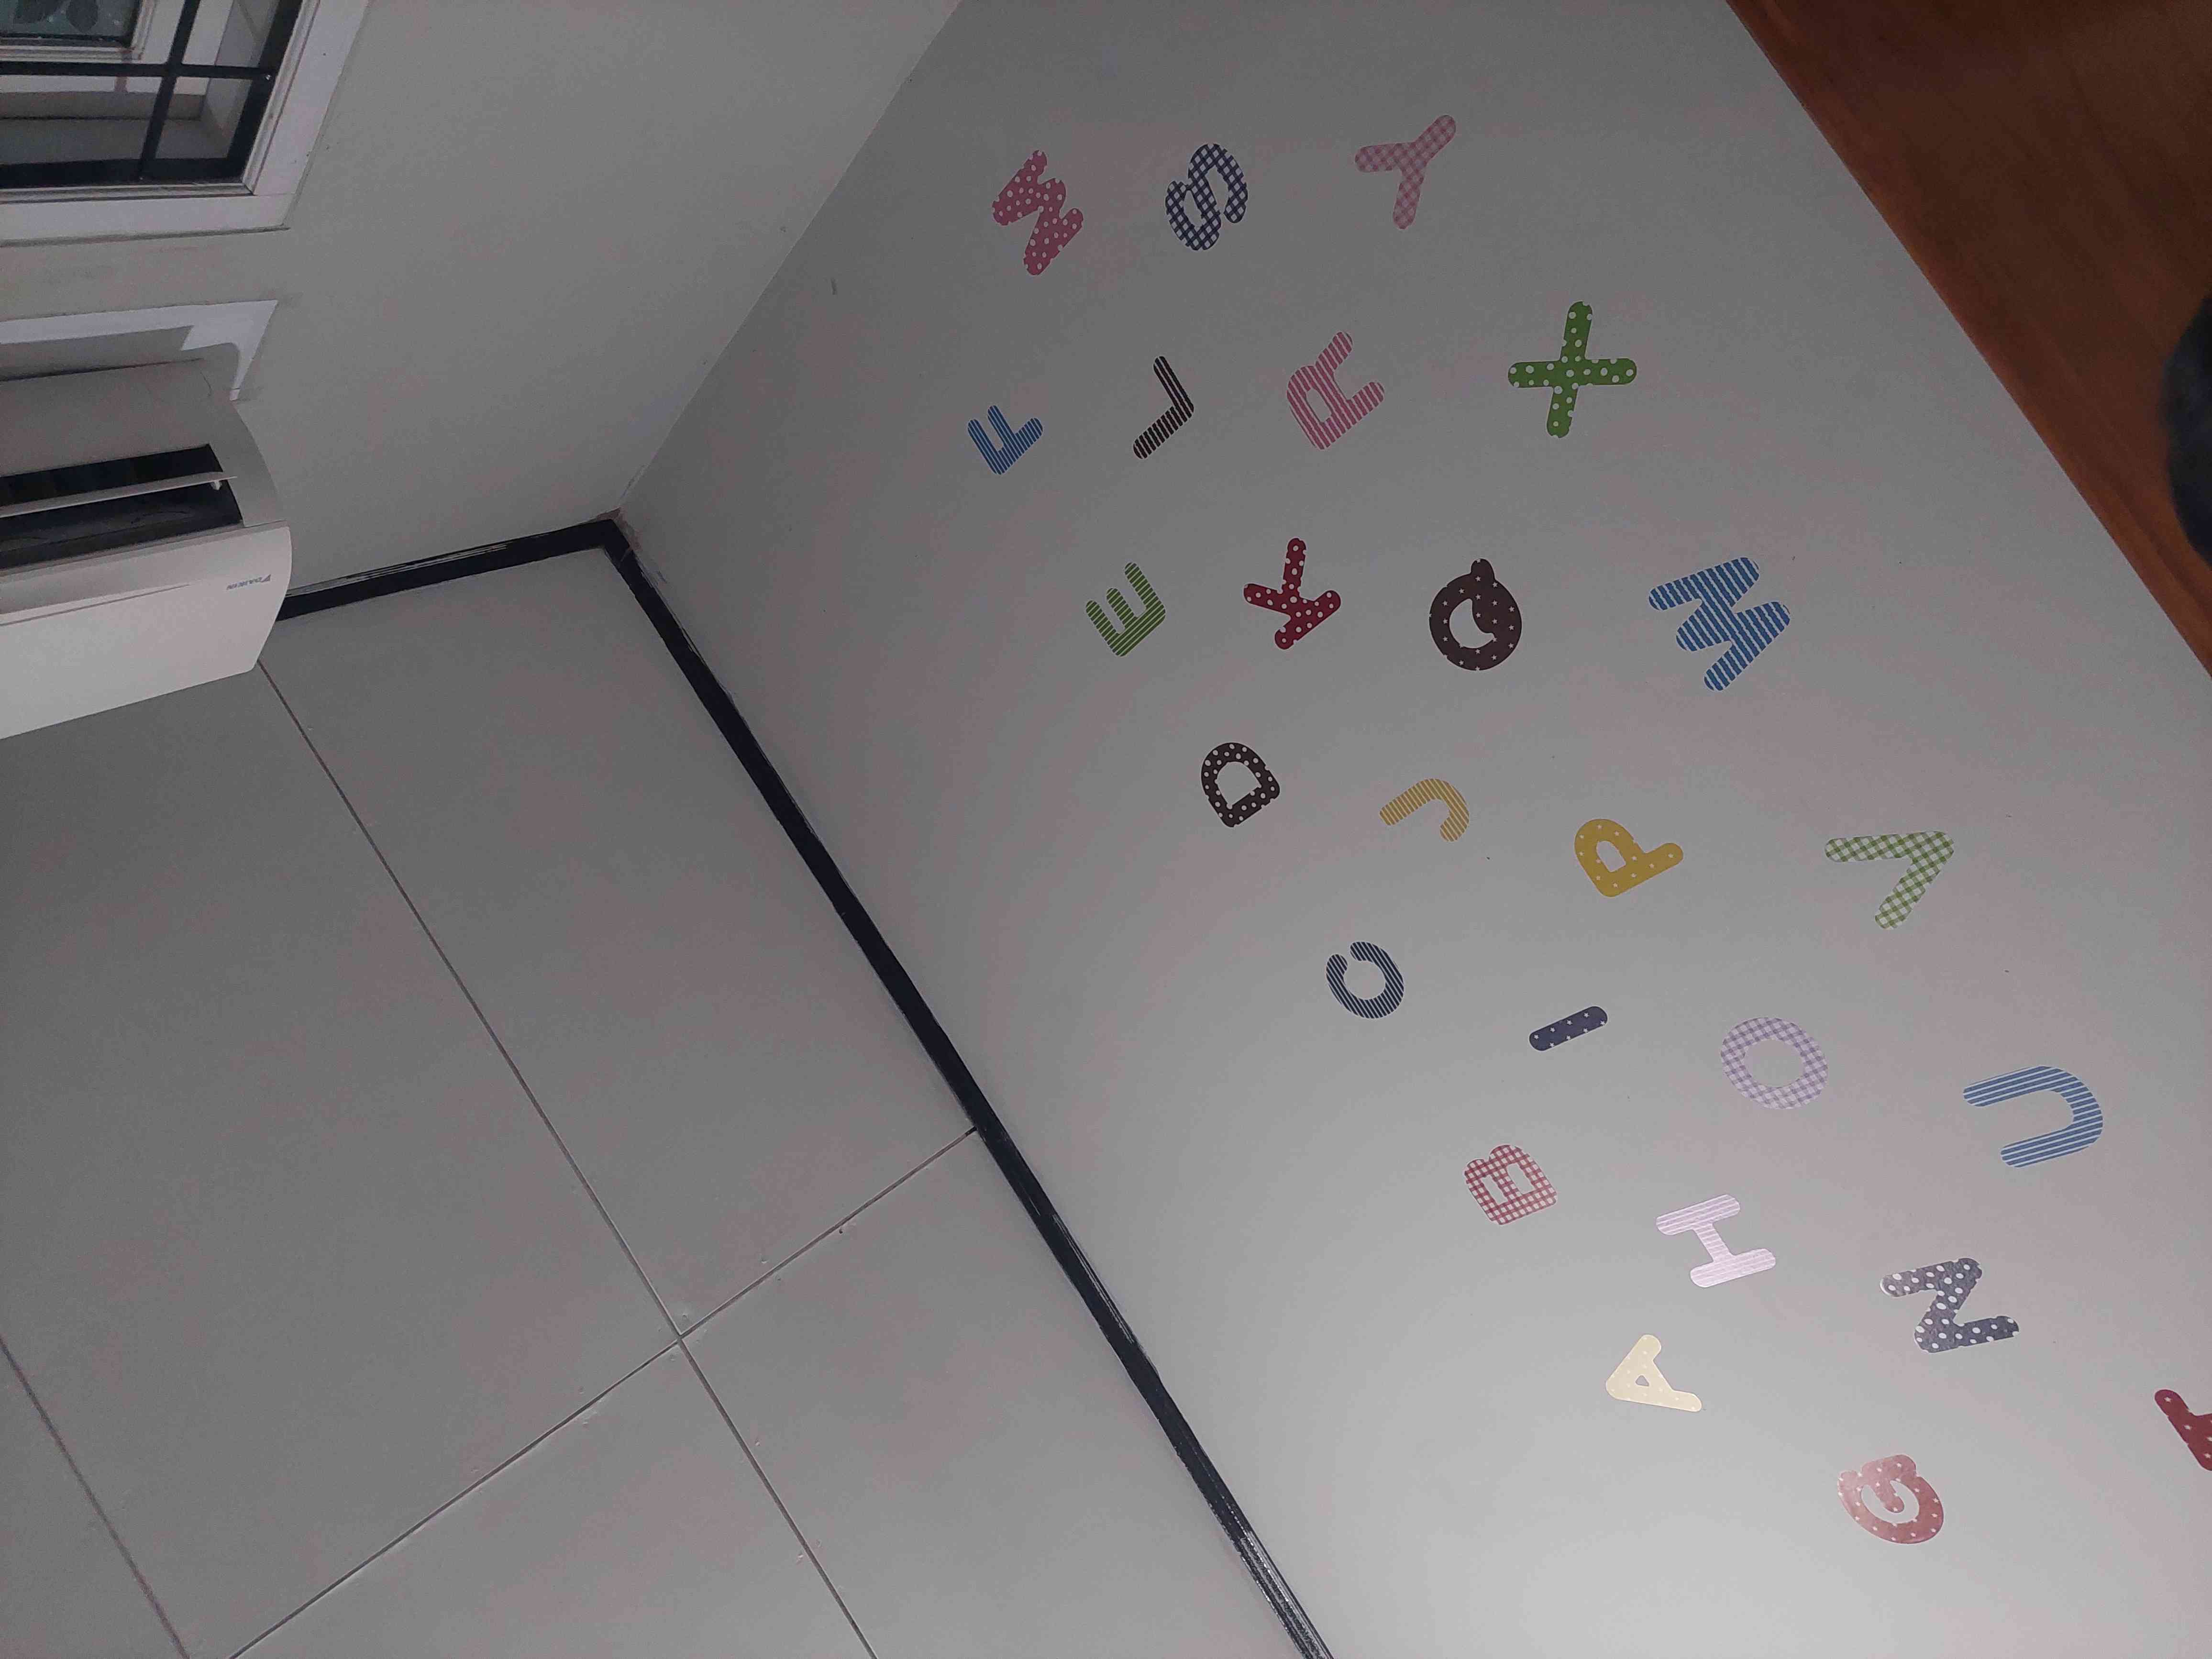 DAIKIN
A B C D E F
G H I J K L M
N O P Q R S
U V W X Y